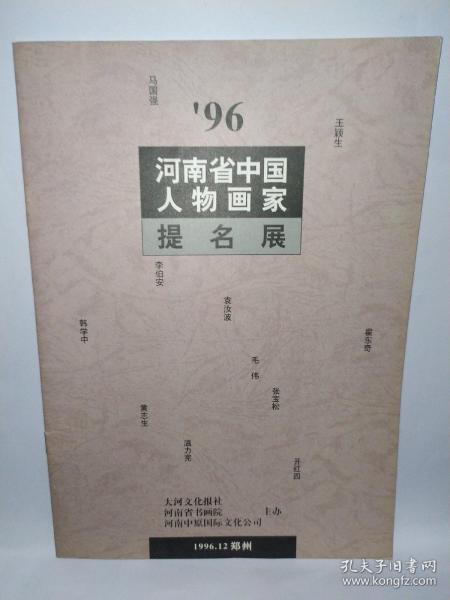 马国强
'96
王颖生
河南省中国
人物画家
提名展
李伯安
袁汝波
韩学中
霍东奇
毛伟
张宝松
黄志生
温力宪
开红四
大河文化报社
河南省书画院
河南中原国际文化公司
主办
1996.12 郑州
孔夫子旧书网
www.kongfz.com